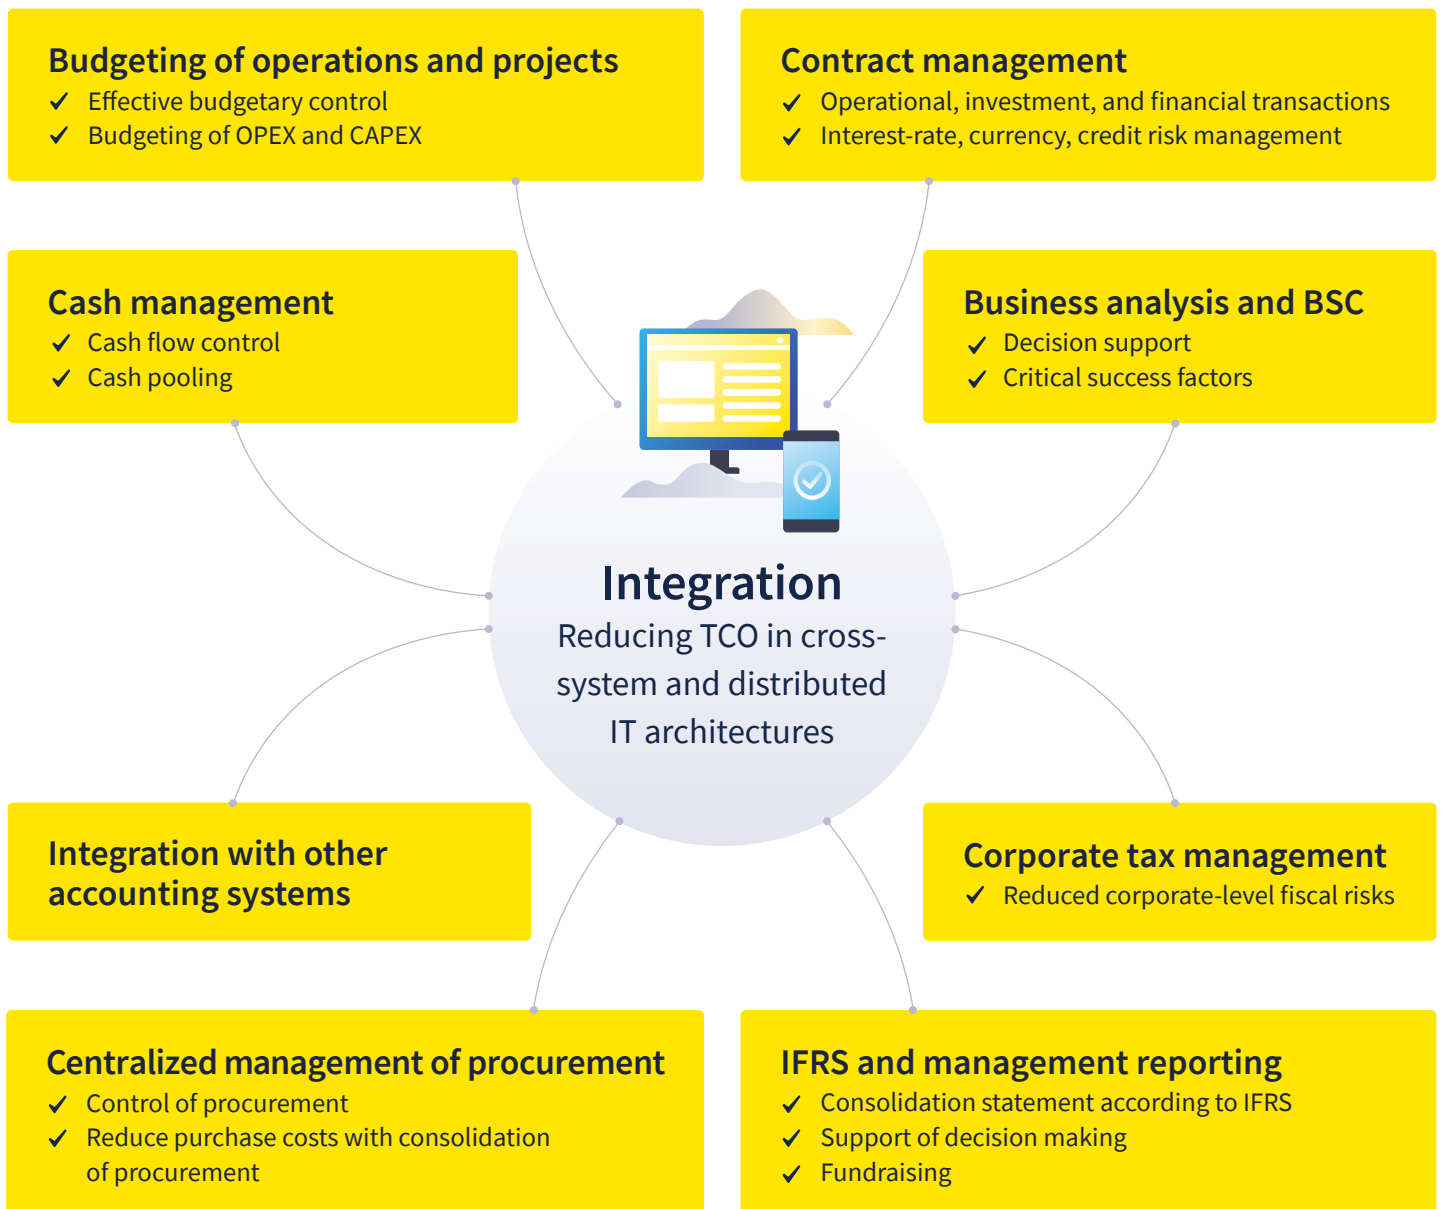 Budgeting of operations and projects
Effective budgetary control
Budgeting of OPEX and CAPEX
Contract management
Operational, investment, and financial transactions
Interest-rate, currency, credit risk management
Cash management
Cash flow control
Cash pooling
Business analysis and BSC
Decision support
Critical success factors
Integration
Reducing TCO in cross-
system and distributed
IT architectures
Integration with other
accounting systems
Corporate tax management
Reduced corporate-level fiscal risks
Centralized management of procurement
Control of procurement
Reduce purchase costs with consolidation
of procurement
IFRS and management reporting
Consolidation statement according to IFRS
Support of decision making
Fundraising